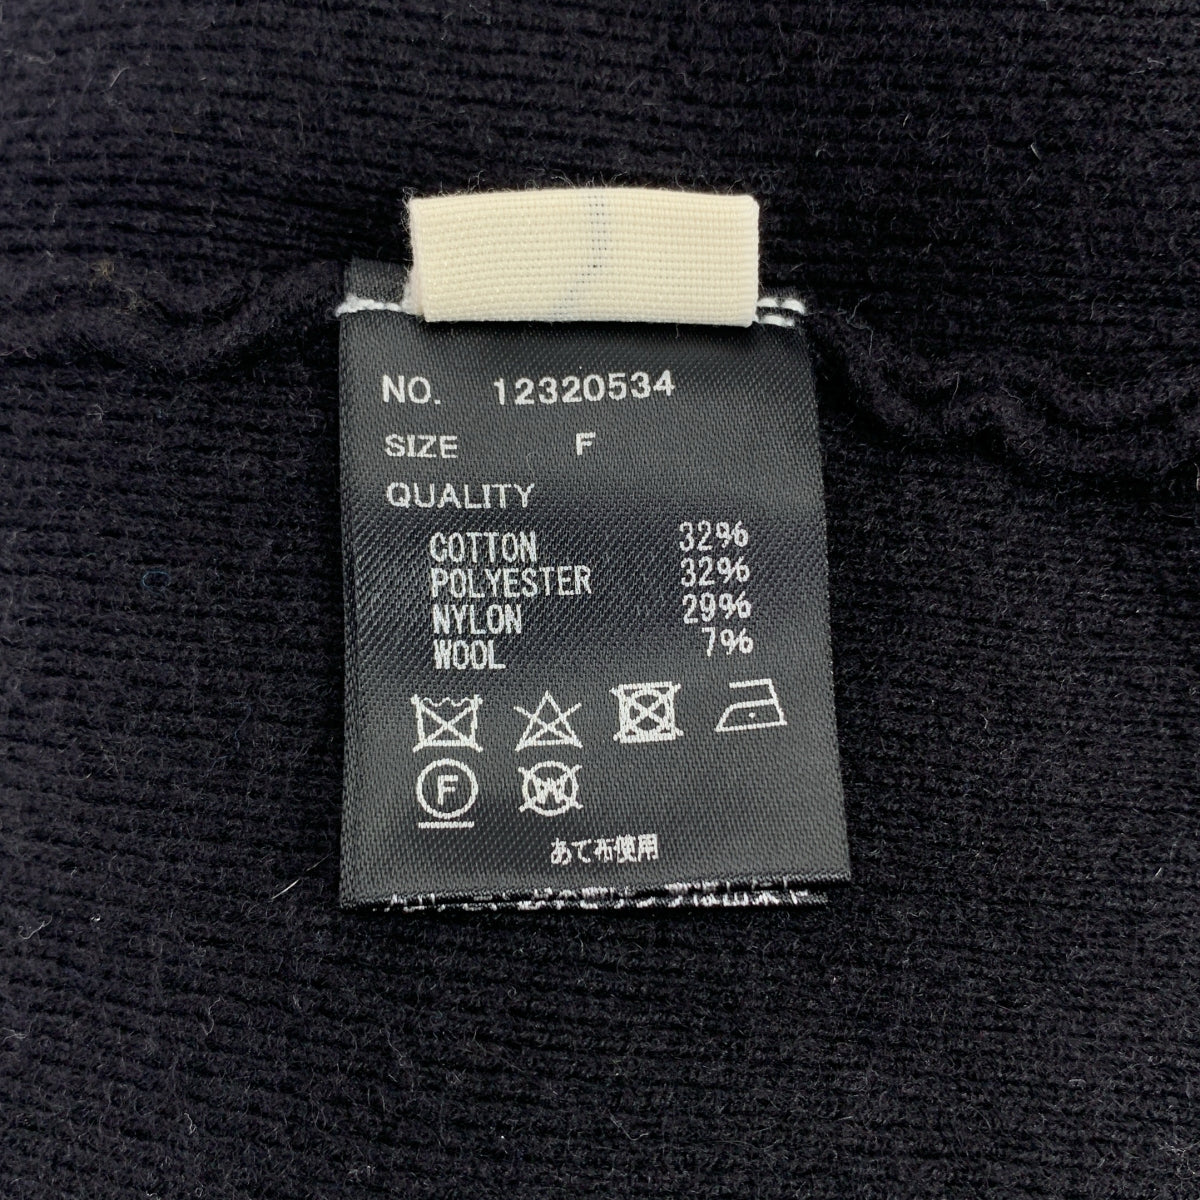 NO. 12320534
SIZE F
QUALITY
COTTON 32%
POLYESTER 32%
NYLON 29%
WOOL 7%
F
W
あて布使用